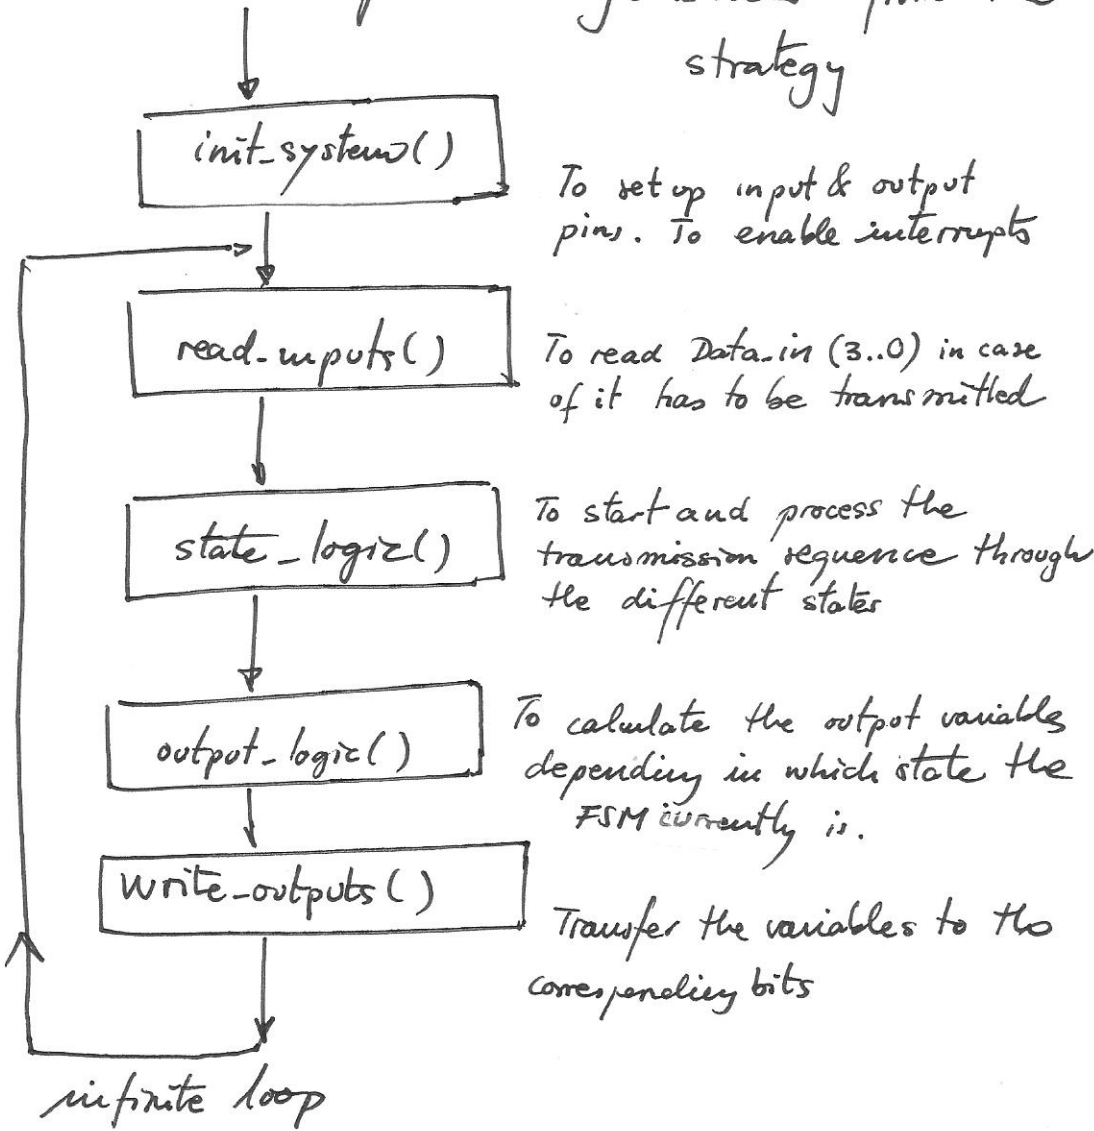 strategy
init_system()
To set up input & output
pins. To enable interrupts
read_inputs()
To read Data_in (3..0) in case
of it has to be transmitted
state_logic()
To start and process the
transmission sequence through
the different states
output_logic()
To calculate the output variables
depending in which state the
FSM currently is.
write_outputs()
Transfer the variables to the
corresponding bits
infinite loop